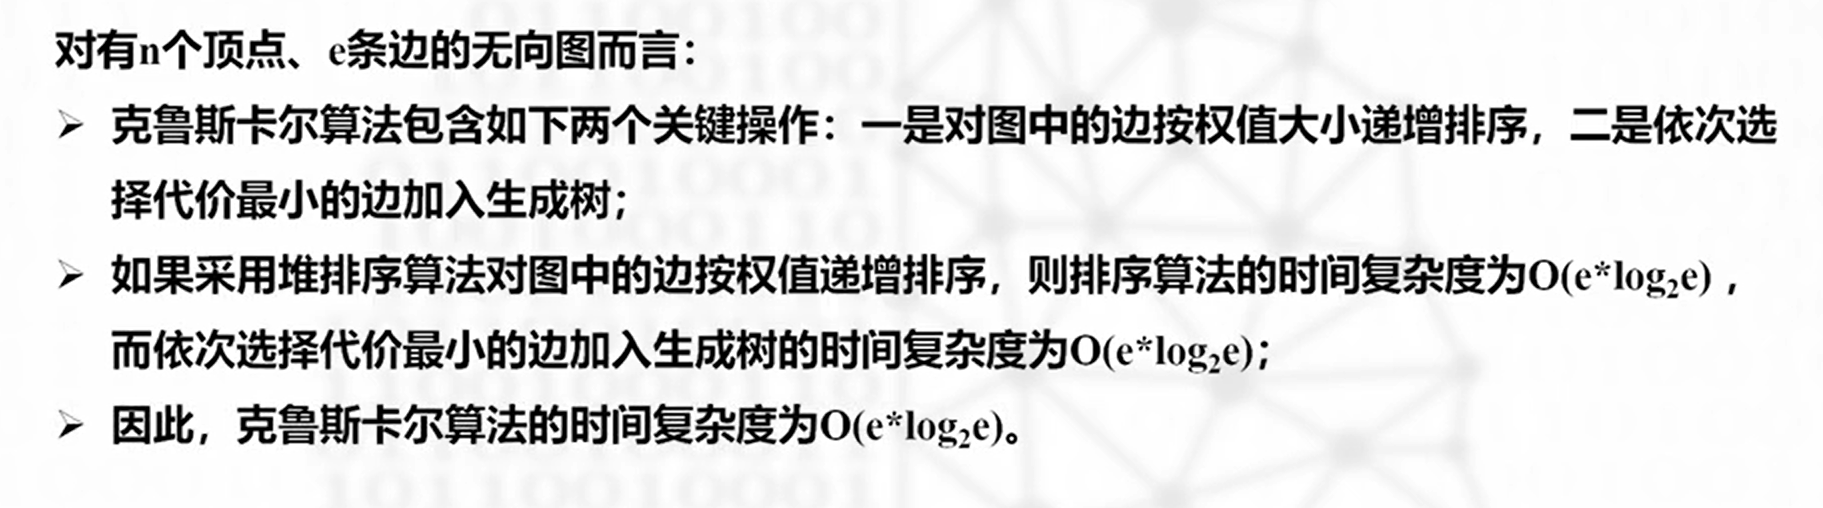 对有n个顶点、e条边的无向图而言：
➢ 克鲁斯卡尔算法包含如下两个关键操作：一是对图中的边按权值大小递增排序，二是依次选
择代价最小的边加入生成树；
➢ 如果采用堆排序算法对图中的边按权值递增排序，则排序算法的时间复杂度为O(e*log₂e)，
而依次选择代价最小的边加入生成树的时间复杂度为O(e*log₂e)；
➢ 因此，克鲁斯卡尔算法的时间复杂度为O(e*log₂e)。